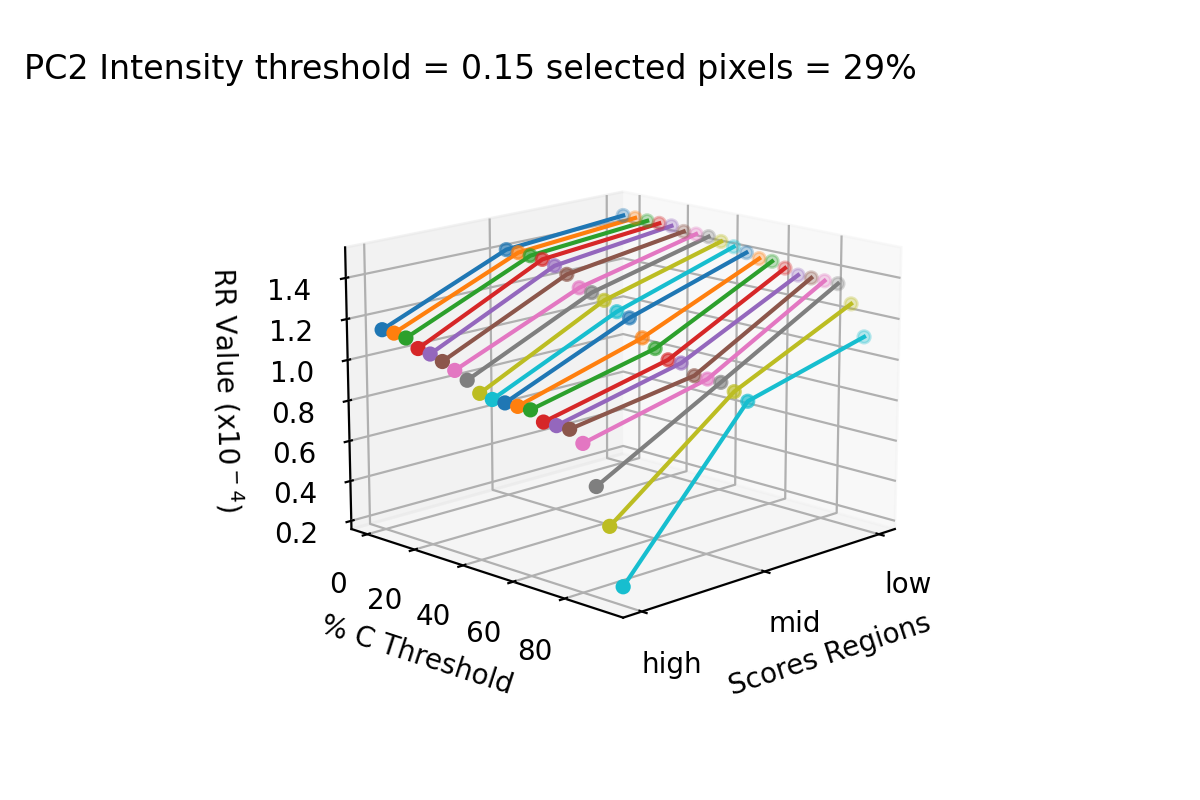 PC2 Intensity threshold = 0.15 selected pixels = 29%
RR Value (x10⁻⁴)
1.4
1.2
1.0
0.8
0.6
0.4
0.2
0
20
40
60
80
% C Threshold
high
mid
low
Scores Regions